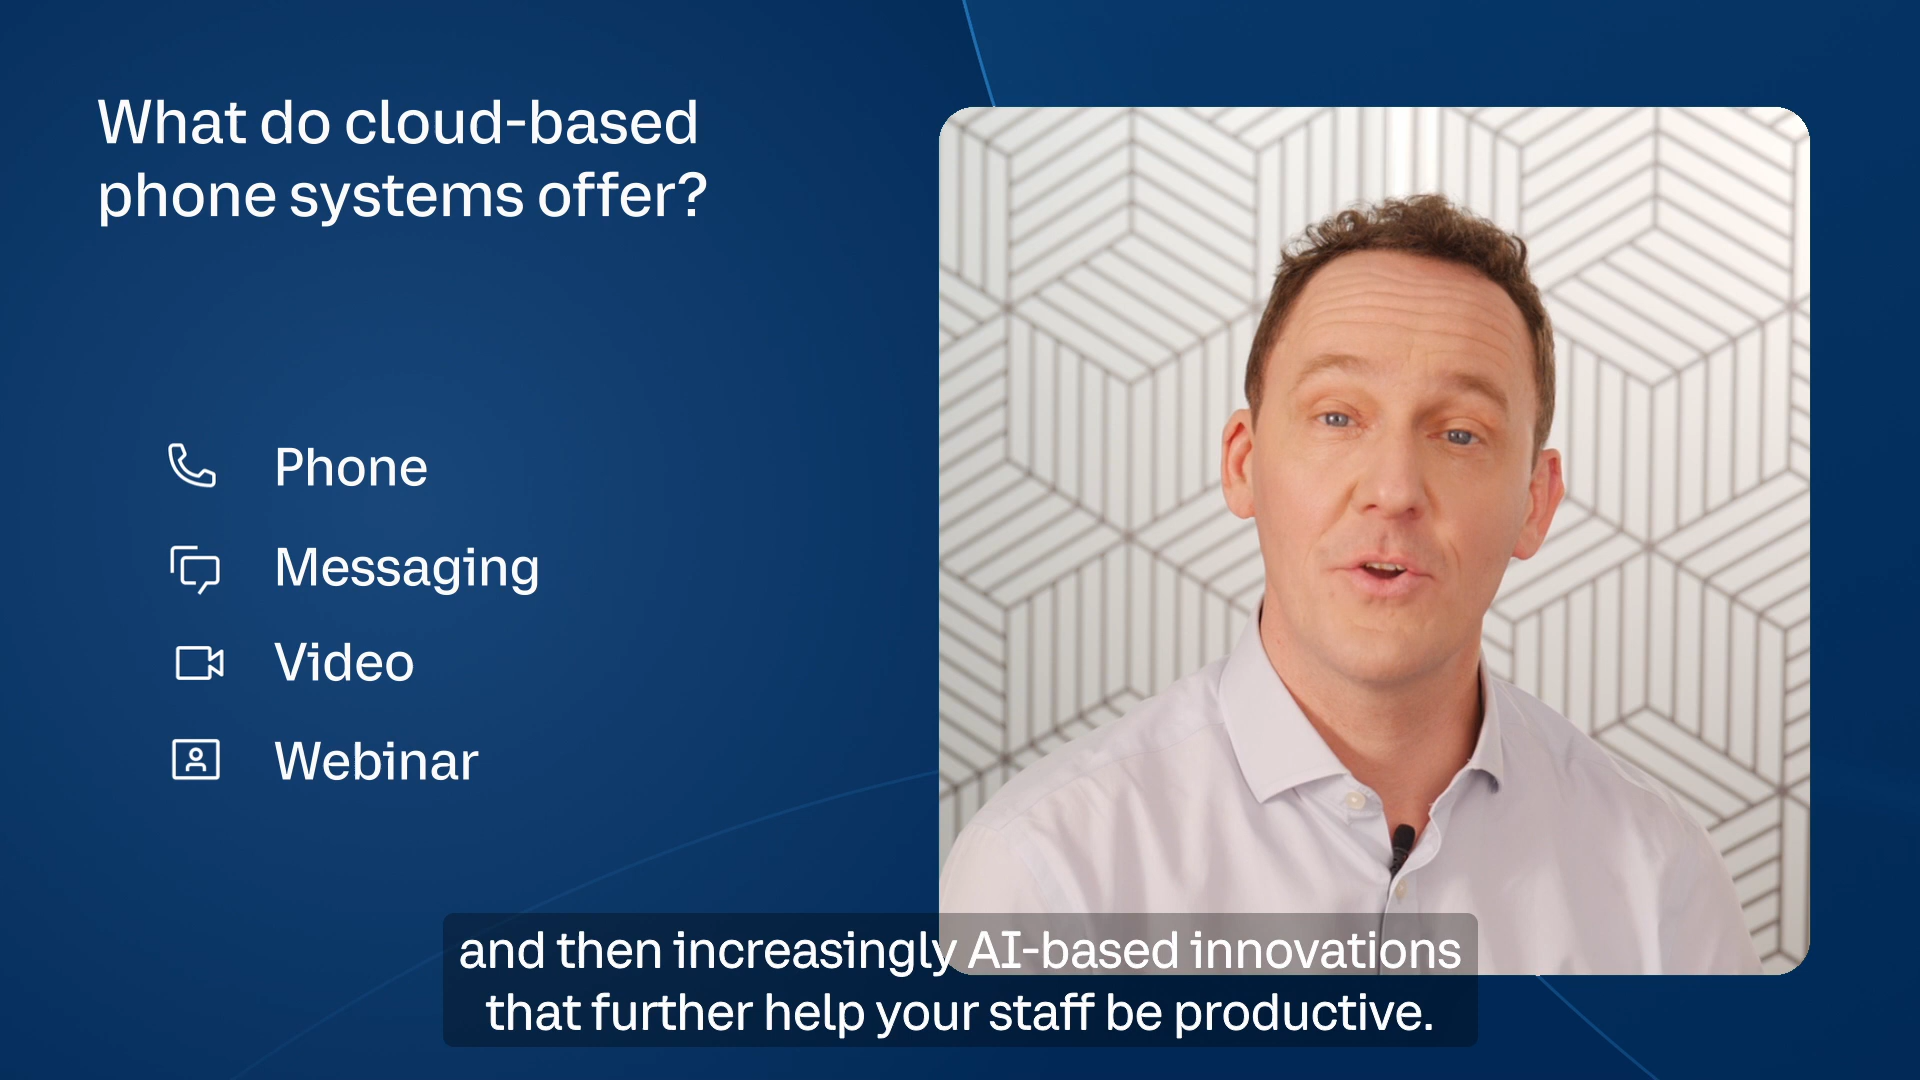 What do cloud-based
phone systems offer?
Phone
Messaging
Video
Webinar
and then increasingly AI-based innovations
that further help your staff be productive.